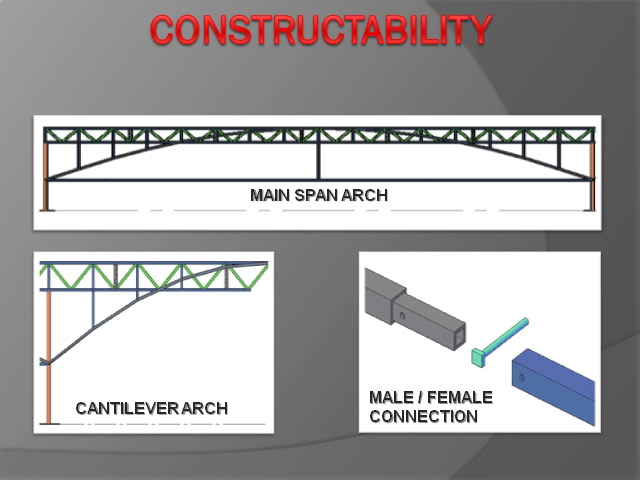 CONSTRUCTABILITY
MAIN SPAN ARCH
CANTILEVER ARCH
MALE / FEMALE
CONNECTION